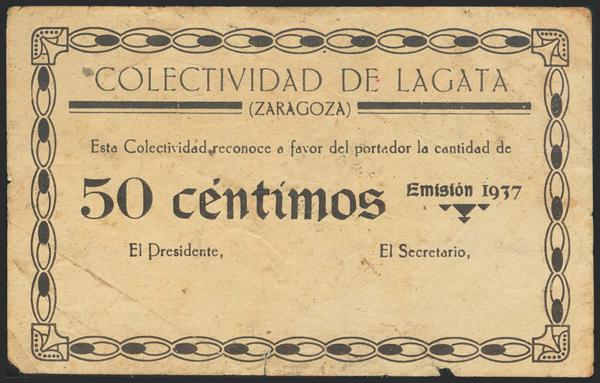 COLECTIVIDAD DE LAGATA
(ZARAGOZA)
Esta Colectividad reconoce a favor del portador la cantidad de
50 céntimos Emisión 1937
El Presidente, El Secretario,